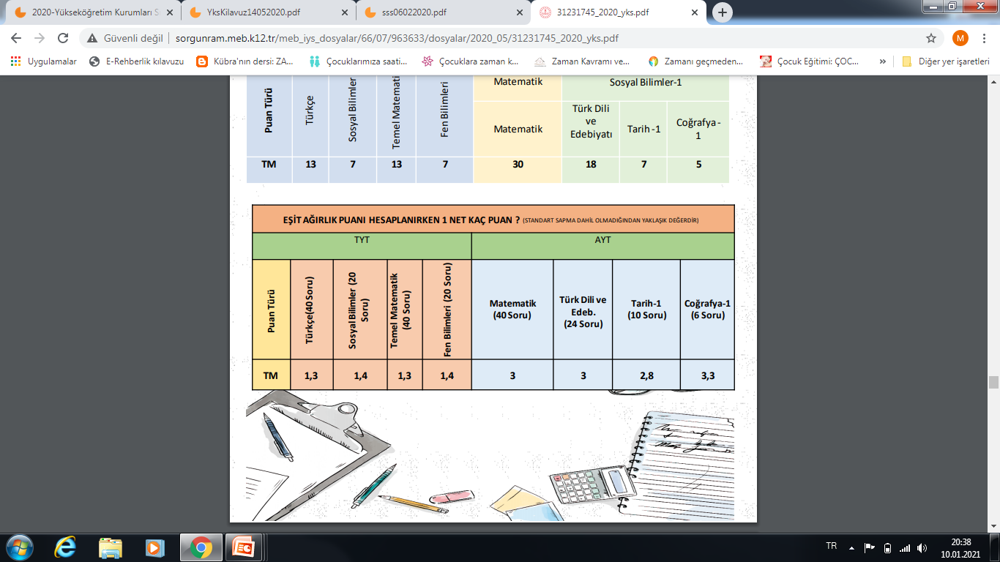 2020-Yükseköğretim Kurumları S
YksKilavuz14052020.pdf
sss06022020.pdf
31231745_2020_yks.pdf
Güvenli değil
sorgunram.meb.k12.tr/meb_iys_dosyalar/66/07/963633/dosyalar/2020_05/31231745_2020_yks.pdf
M
Uygulamalar
E-Rehberlik kılavuzu
Kübra'nın dersi: ZA...
Çocuklarımıza saati...
Çocuklara zaman k...
Zaman Kavramı ve...
Zamanı geçmeden...
Çocuk Eğitimi: ÇOC...
»
Diğer yer işaretleri
Puan Türü
Türkçe
Sosyal Bilimler
Temel Matemati
Fen Bilimleri
Matematik
Sosyal Bilimler-1
Matematik
Türk Dili
ve
Edebiyatı
Tarih -1
Coğrafya -
1
TM 13 7 13 7 30 18 7 5
EŞİT AĞIRLIK PUANI HESAPLANIRKEN 1 NET KAÇ PUAN ? (STANDART SAPMA DAHİL OLMADIĞINDAN YAKLAŞIK DEĞERDİR)
TYT AYT
Puan Türü
Türkçe(40 Soru)
Sosyal Bilimler (20
Soru)
Temel Matematik
(40 Soru)
Fen Bilimleri (20 Soru)
Matematik
(40 Soru)
Türk Dili ve
Edeb.
(24 Soru)
Tarih-1
(10 Soru)
Coğrafya-1
(6 Soru)
TM 1,3 1,4 1,3 1,4 3 3 2,8 3,3
TR
20:38
10.01.2021